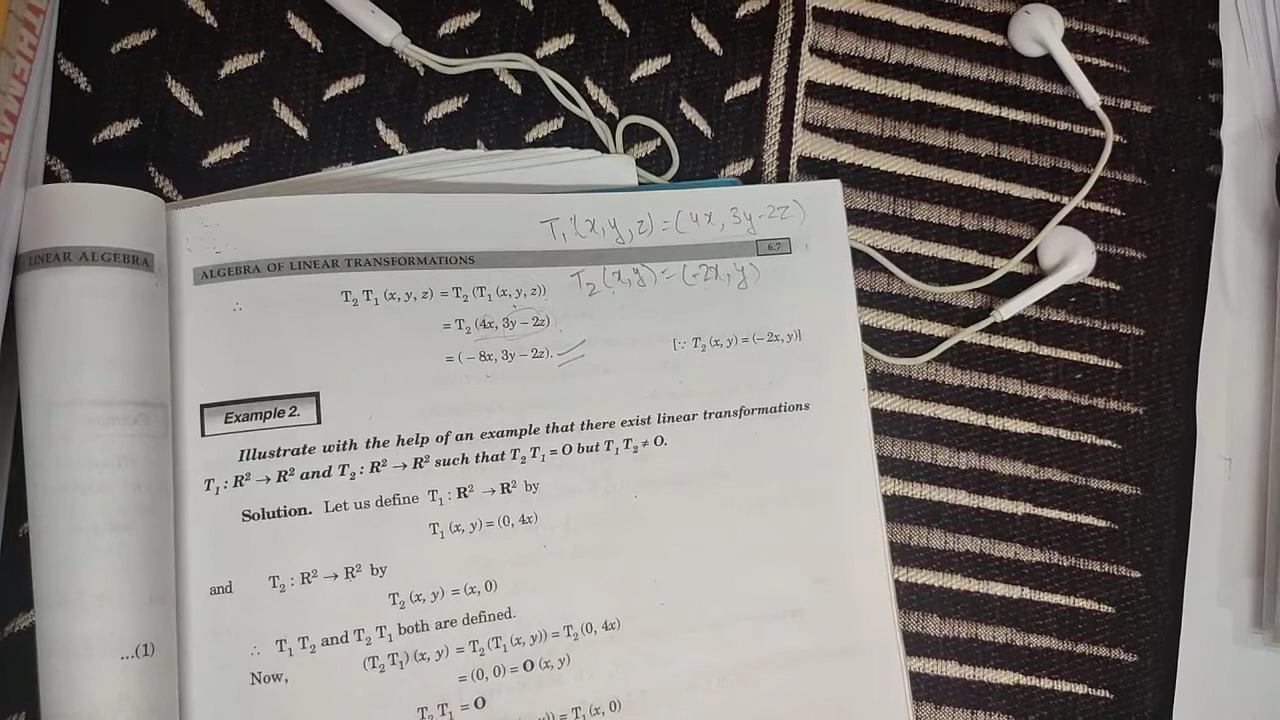 T₁(x, y, z) = (4x, 3y-2z)
LINEAR ALGEBRA
ALGEBRA OF LINEAR TRANSFORMATIONS 6.7
T₂(x, y) = (-2x, y)
∴ T₂ T₁ (x, y, z) = T₂ (T₁ (x, y, z))
= T₂ (4x, 3y – 2z)
= (– 8x, 3y – 2z). [∵ T₂ (x, y) = (– 2x, y)]
Example 2.
Illustrate with the help of an example that there exist linear transformations
T₁ : R² → R² and T₂ : R² → R² such that T₂ T₁ = O but T₁ T₂ ≠ O.
Solution. Let us define T₁ : R² → R² by
T₁ (x, y) = (0, 4x)
and T₂ : R² → R² by
T₂ (x, y) = (x, 0)
∴ T₁ T₂ and T₂ T₁ both are defined.
...(1)
Now, (T₂ T₁) (x, y) = T₂ (T₁ (x, y)) = T₂ (0, 4x)
= (0, 0) = O (x, y)
T₂ T₁ = O
)) = T₁ (x, 0)